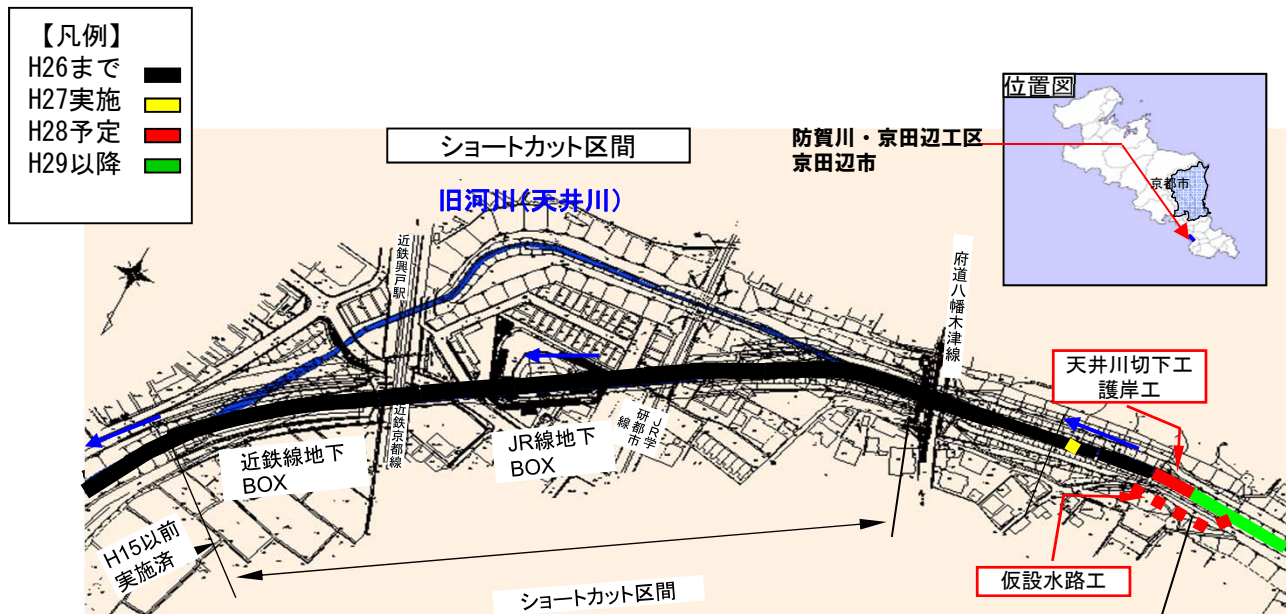 【凡例】
H26まで
H27実施
H28予定
H29以降
ショートカット区間
旧河川(天井川)
防賀川・京田辺工区
京田辺市
位置図
京都市
近鉄興戸駅
府道八幡木津線
天井川切下工
護岸工
近鉄線地下
BOX
近鉄京都線
JR線地下
BOX
JR学
研都市
線
H15以前
実施済
仮設水路工
ショートカット区間